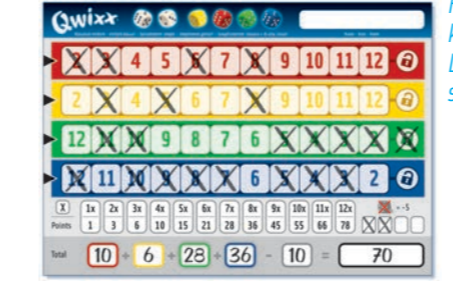 Qwixx
2 3 4 5 6 7 8 9 10 11 12
2 3 4 5 6 7 8 9 10 11 12
12 11 10 9 8 7 6 5 4 3 2
12 11 10 9 8 7 6 5 4 3 2
X 1x 2x 3x 4x 5x 6x 7x 8x 9x 10x 11x 12x X = -5
Points 1 3 6 10 15 21 28 36 45 55 66 78 X X
Total 10 + 6 + 28 + 36 - 10 = 70